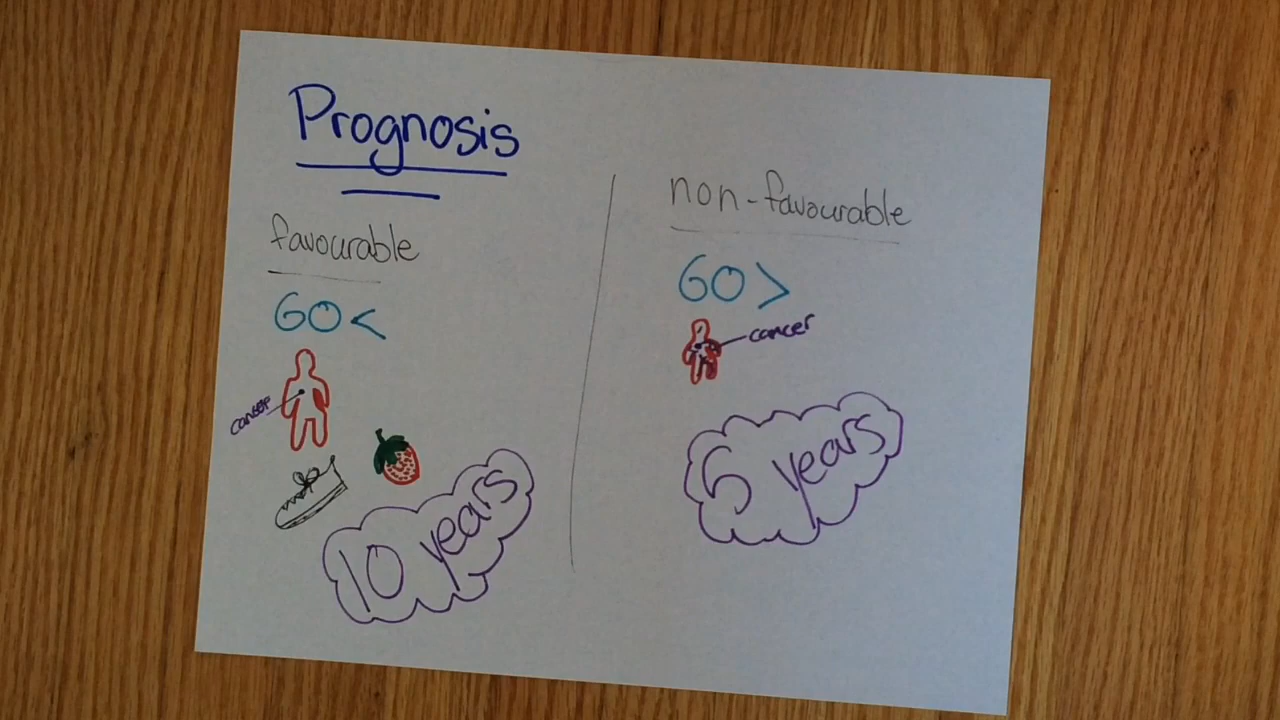 Prognosis
favourable
60<
cancer
10 years
non-favourable
60>
cancer
5 years